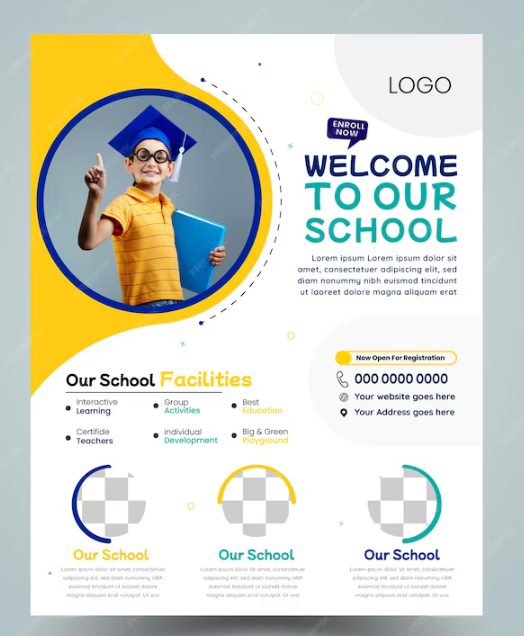 LOGO
ENROLL
NOW
WELCOME
TO OUR
SCHOOL
Lorem ipsum Lorem ipsum dolor sit
amet, consectetuer adipiscing elit, sed
diam nonummy nibh euismod tincidunt
ut laoreet dolore magna aliquam erat
New Open For Registration
000 0000 0000
Your website goes here
Your Address goes here
Our School Facilities
Interactive
Learning
Group
Activities
Best
Education
Certifide
Teachers
individual
Development
Big & Green
Playground
Our School
Lorem ipsum dolor sit amet, consectetuer
adipiscing elit, sed diam nonummy nibh
euismod tincidunt ut laoreet dolore
magna aliquam erat volutpat. Ut wisi
Our School
Lorem ipsum dolor sit amet, consectetuer
adipiscing elit, sed diam nonummy nibh
euismod tincidunt ut laoreet dolore
magna aliquam erat volutpat. Ut wisi
Our School
Lorem ipsum dolor sit amet, consectetuer
adipiscing elit, sed diam nonummy nibh
euismod tincidunt ut laoreet dolore
magna aliquam erat volutpat. Ut wisi